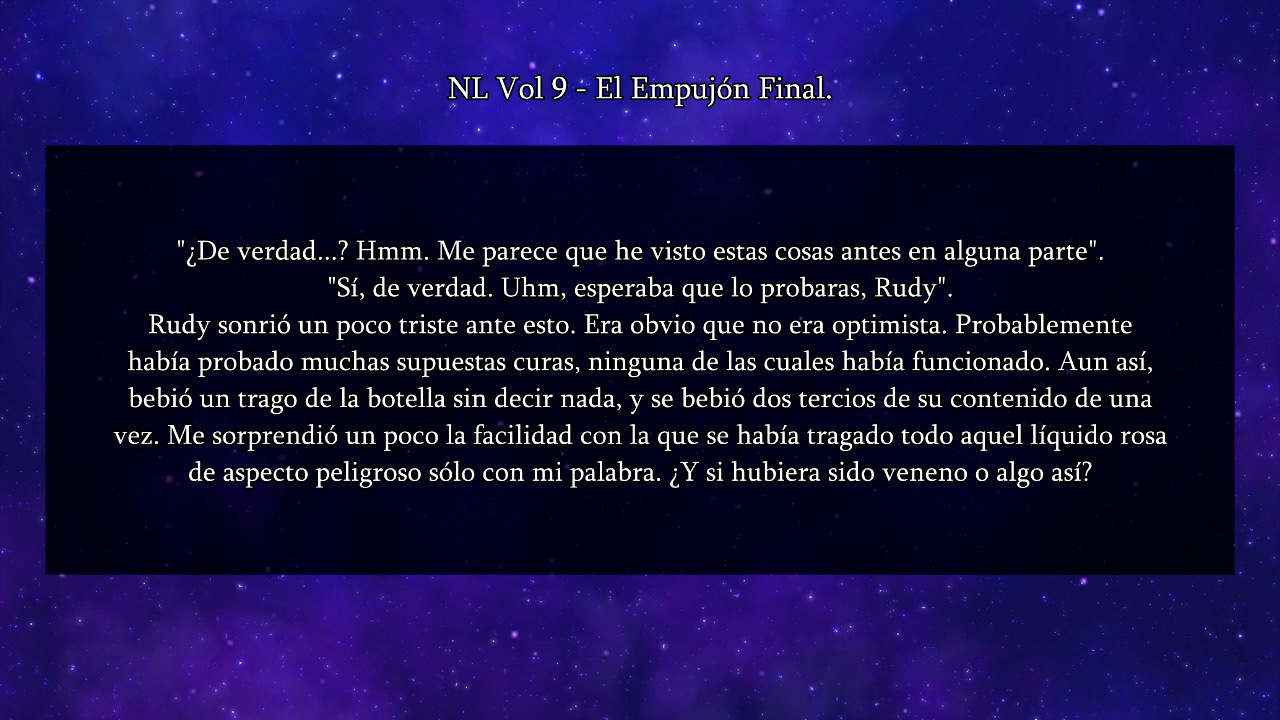 NL Vol 9 - El Empujón Final.
"¿De verdad...? Hmm. Me parece que he visto estas cosas antes en alguna parte".
"Sí, de verdad. Uhm, esperaba que lo probaras, Rudy".
Rudy sonrió un poco triste ante esto. Era obvio que no era optimista. Probablemente
había probado muchas supuestas curas, ninguna de las cuales había funcionado. Aun así,
bebió un trago de la botella sin decir nada, y se bebió dos tercios de su contenido de una
vez. Me sorprendió un poco la facilidad con la que se había tragado todo aquel líquido rosa
de aspecto peligroso sólo con mi palabra. ¿Y si hubiera sido veneno o algo así?